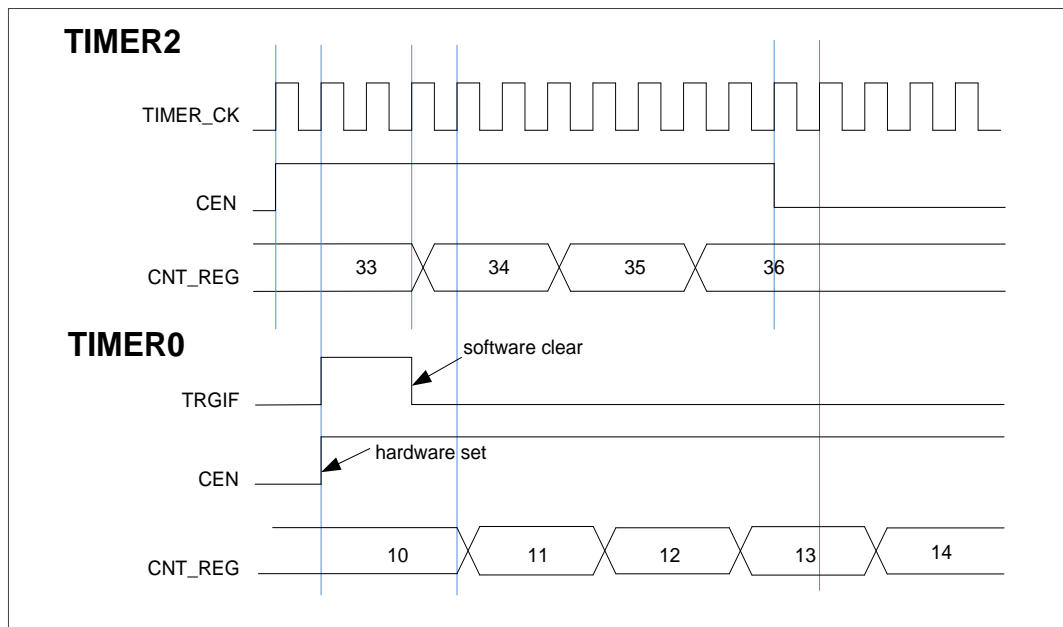 TIMER2
TIMER_CK
CEN
CNT_REG
33 34 35 36
TIMER0
software clear
TRGIF
hardware set
CEN
CNT_REG
10 11 12 13 14